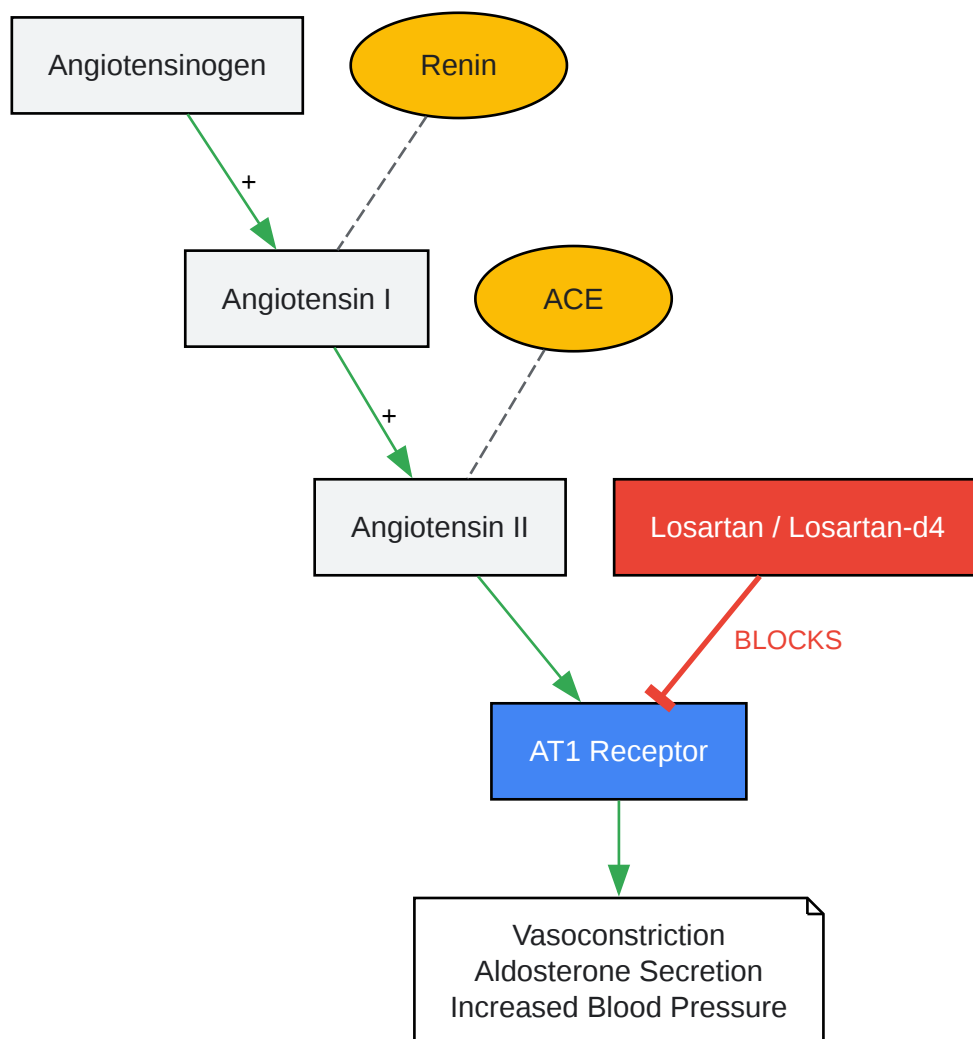 Angiotensinogen
Renin
+
Angiotensin I
ACE
+
Angiotensin II
Losartan / Losartan-d4
BLOCKS
AT1 Receptor
Vasoconstriction
Aldosterone Secretion
Increased Blood Pressure